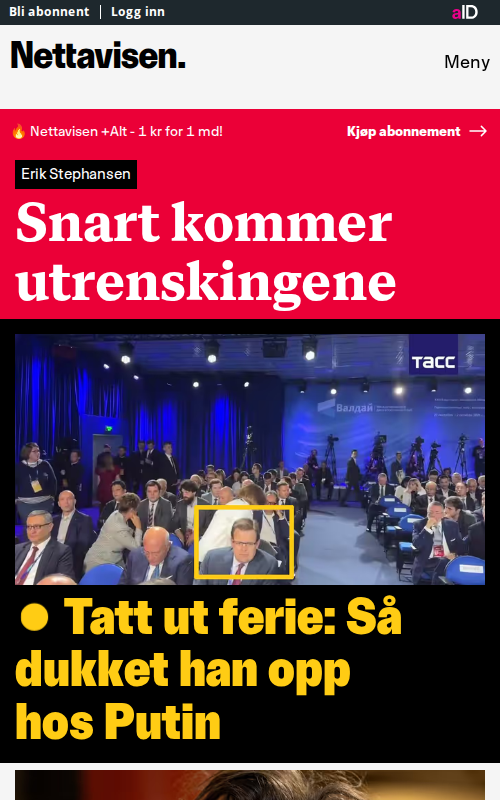 Bli abonnent | Logg inn
aID
Nettavisen.
Meny
Nettavisen +Alt - 1 kr for 1 md!
Kjøp abonnement →
Erik Stephansen
Snart kommer
utrenskingene
ТАСС
Валдай
Tatt ut ferie: Så
dukket han opp
hos Putin